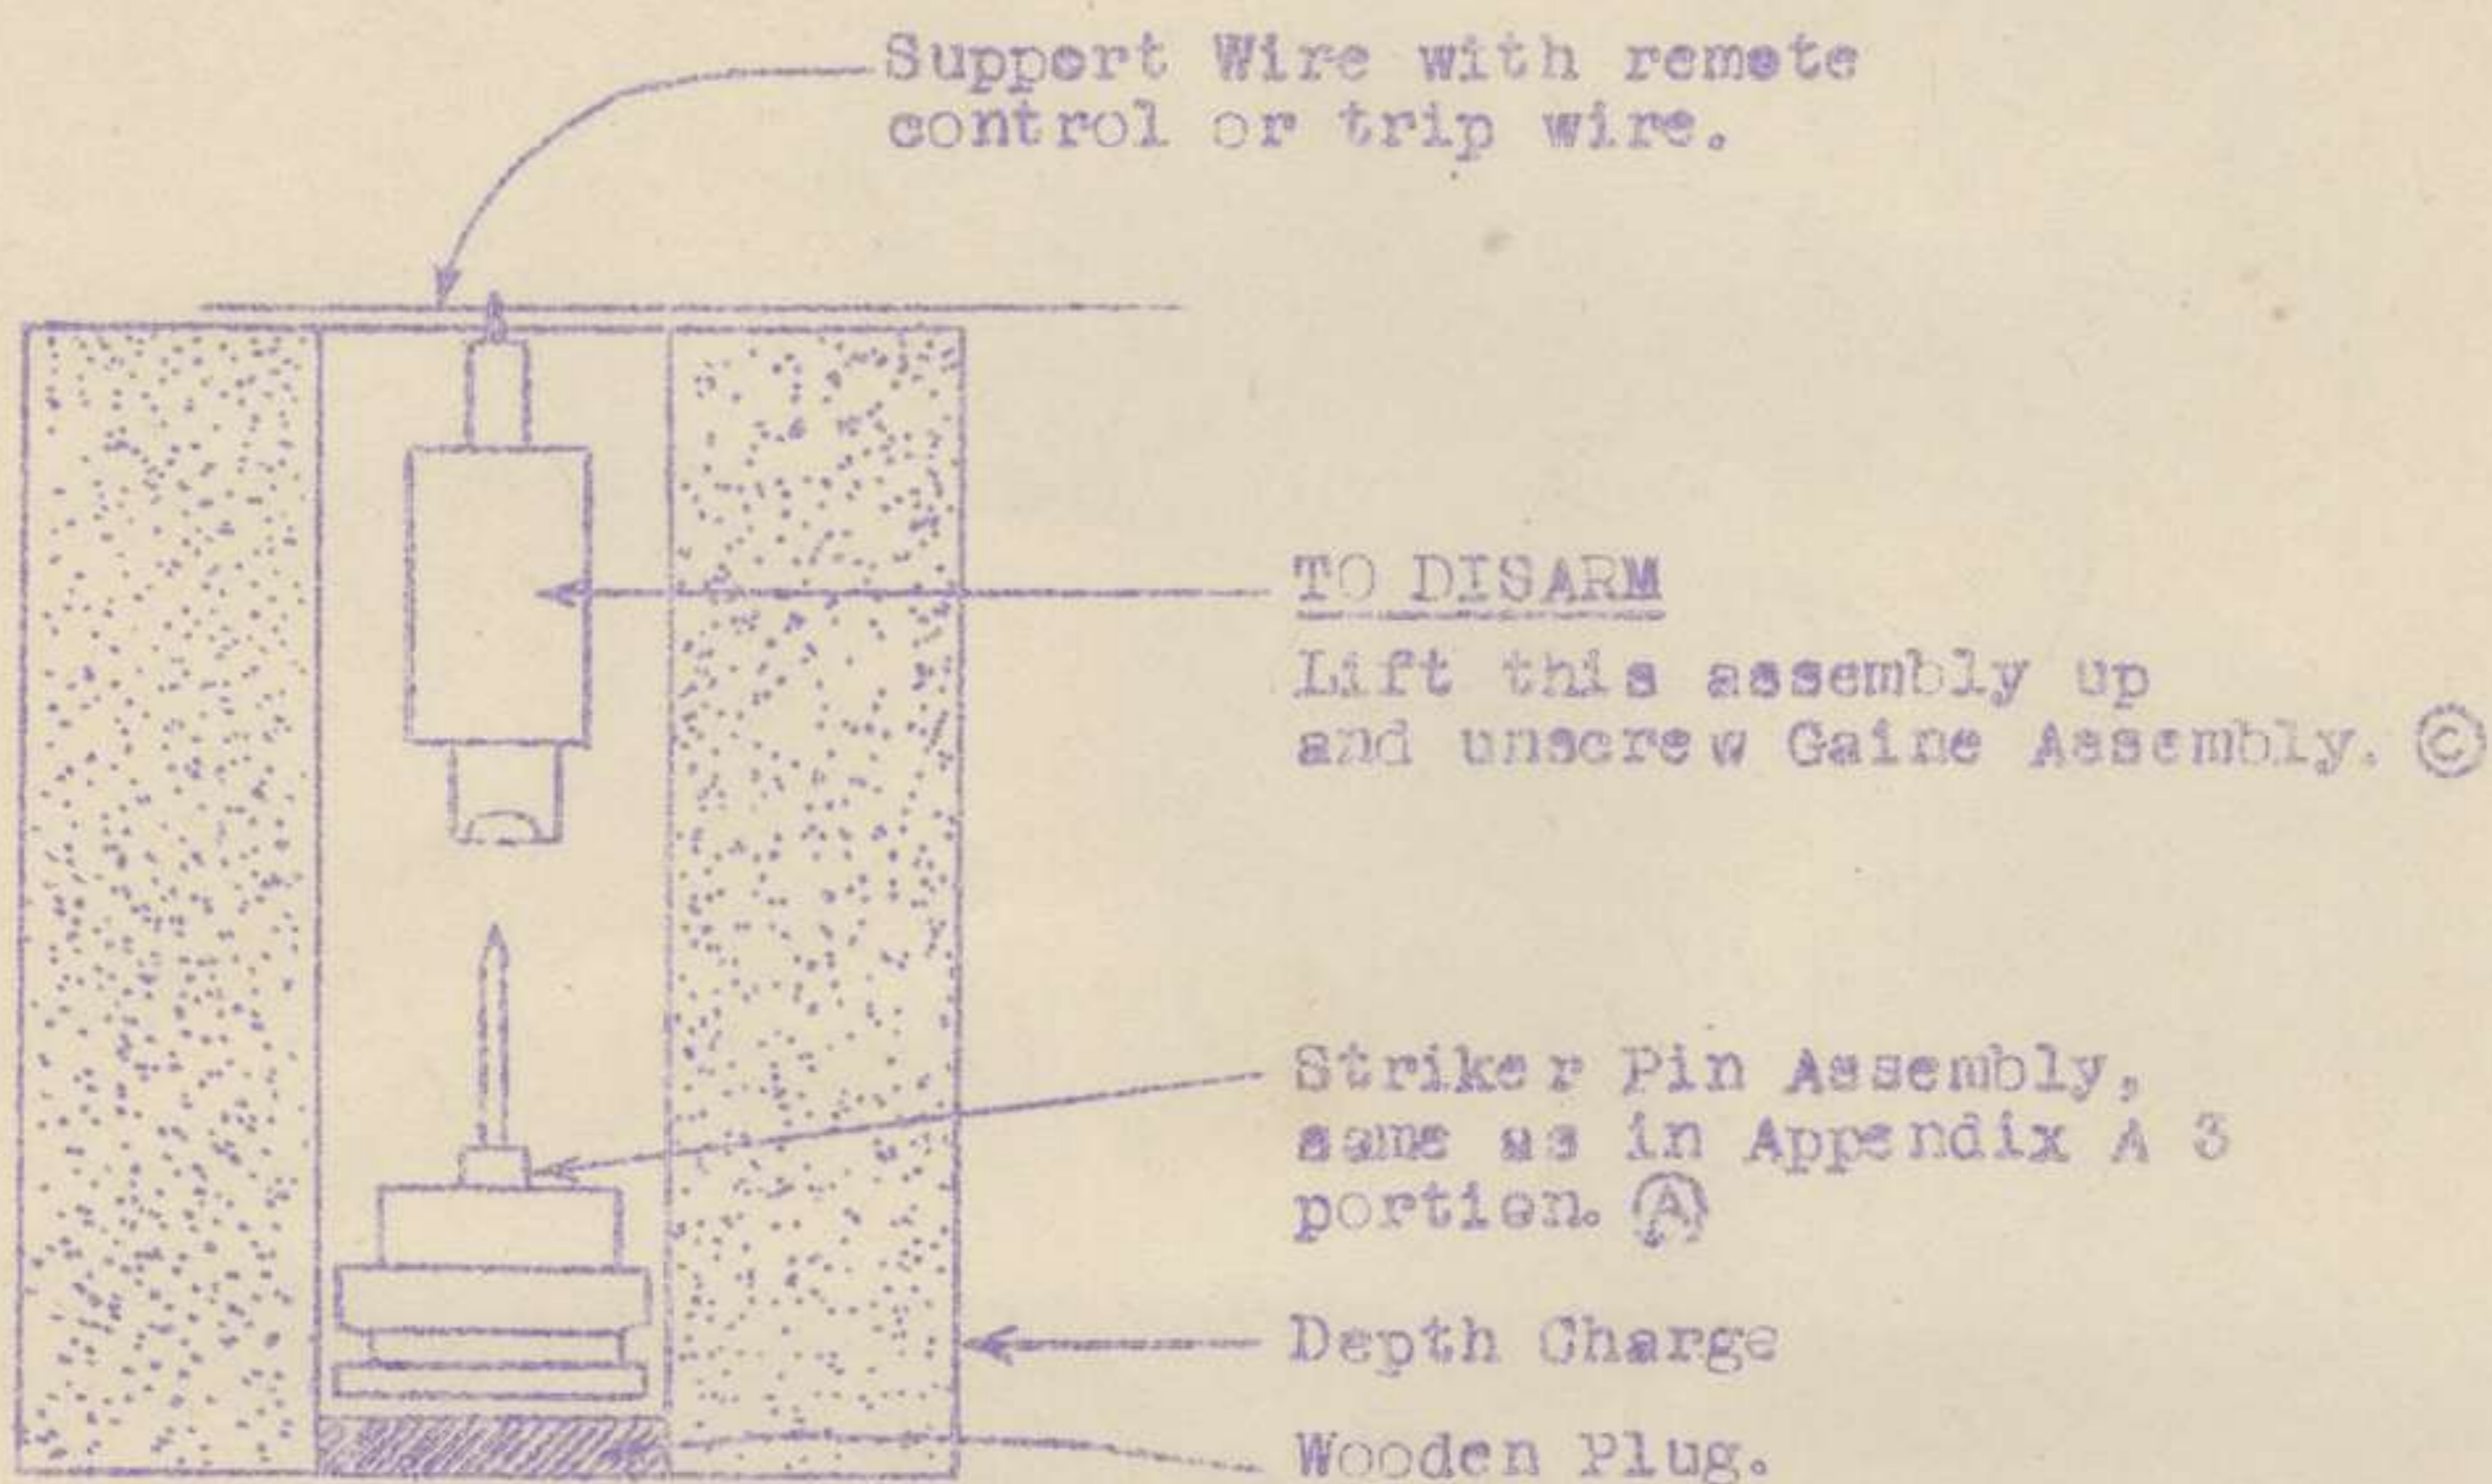 Support Wire with remote
control or trip wire.
TO DISARM
Lift this assembly up
and unscrew Gaine Assembly. Ⓒ
Striker Pin Assembly,
same as in Appendix A 3
portion. Ⓐ
Depth Charge
Wooden Plug.